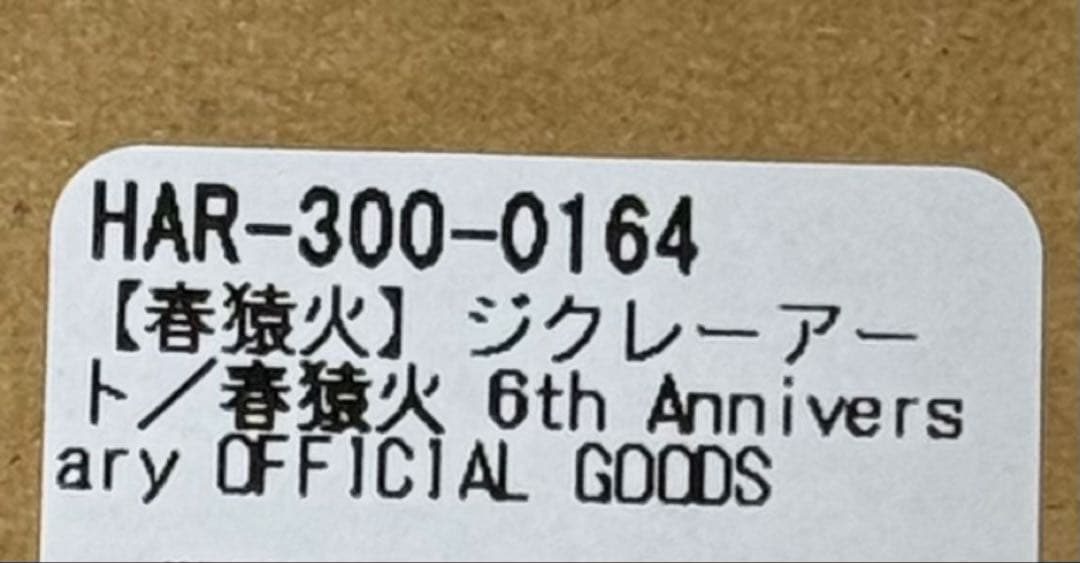 HAR-300-0164
【春猿火】ジクレーアー
ト／春猿火 6th Annivers
ary OFFICIAL GOODS